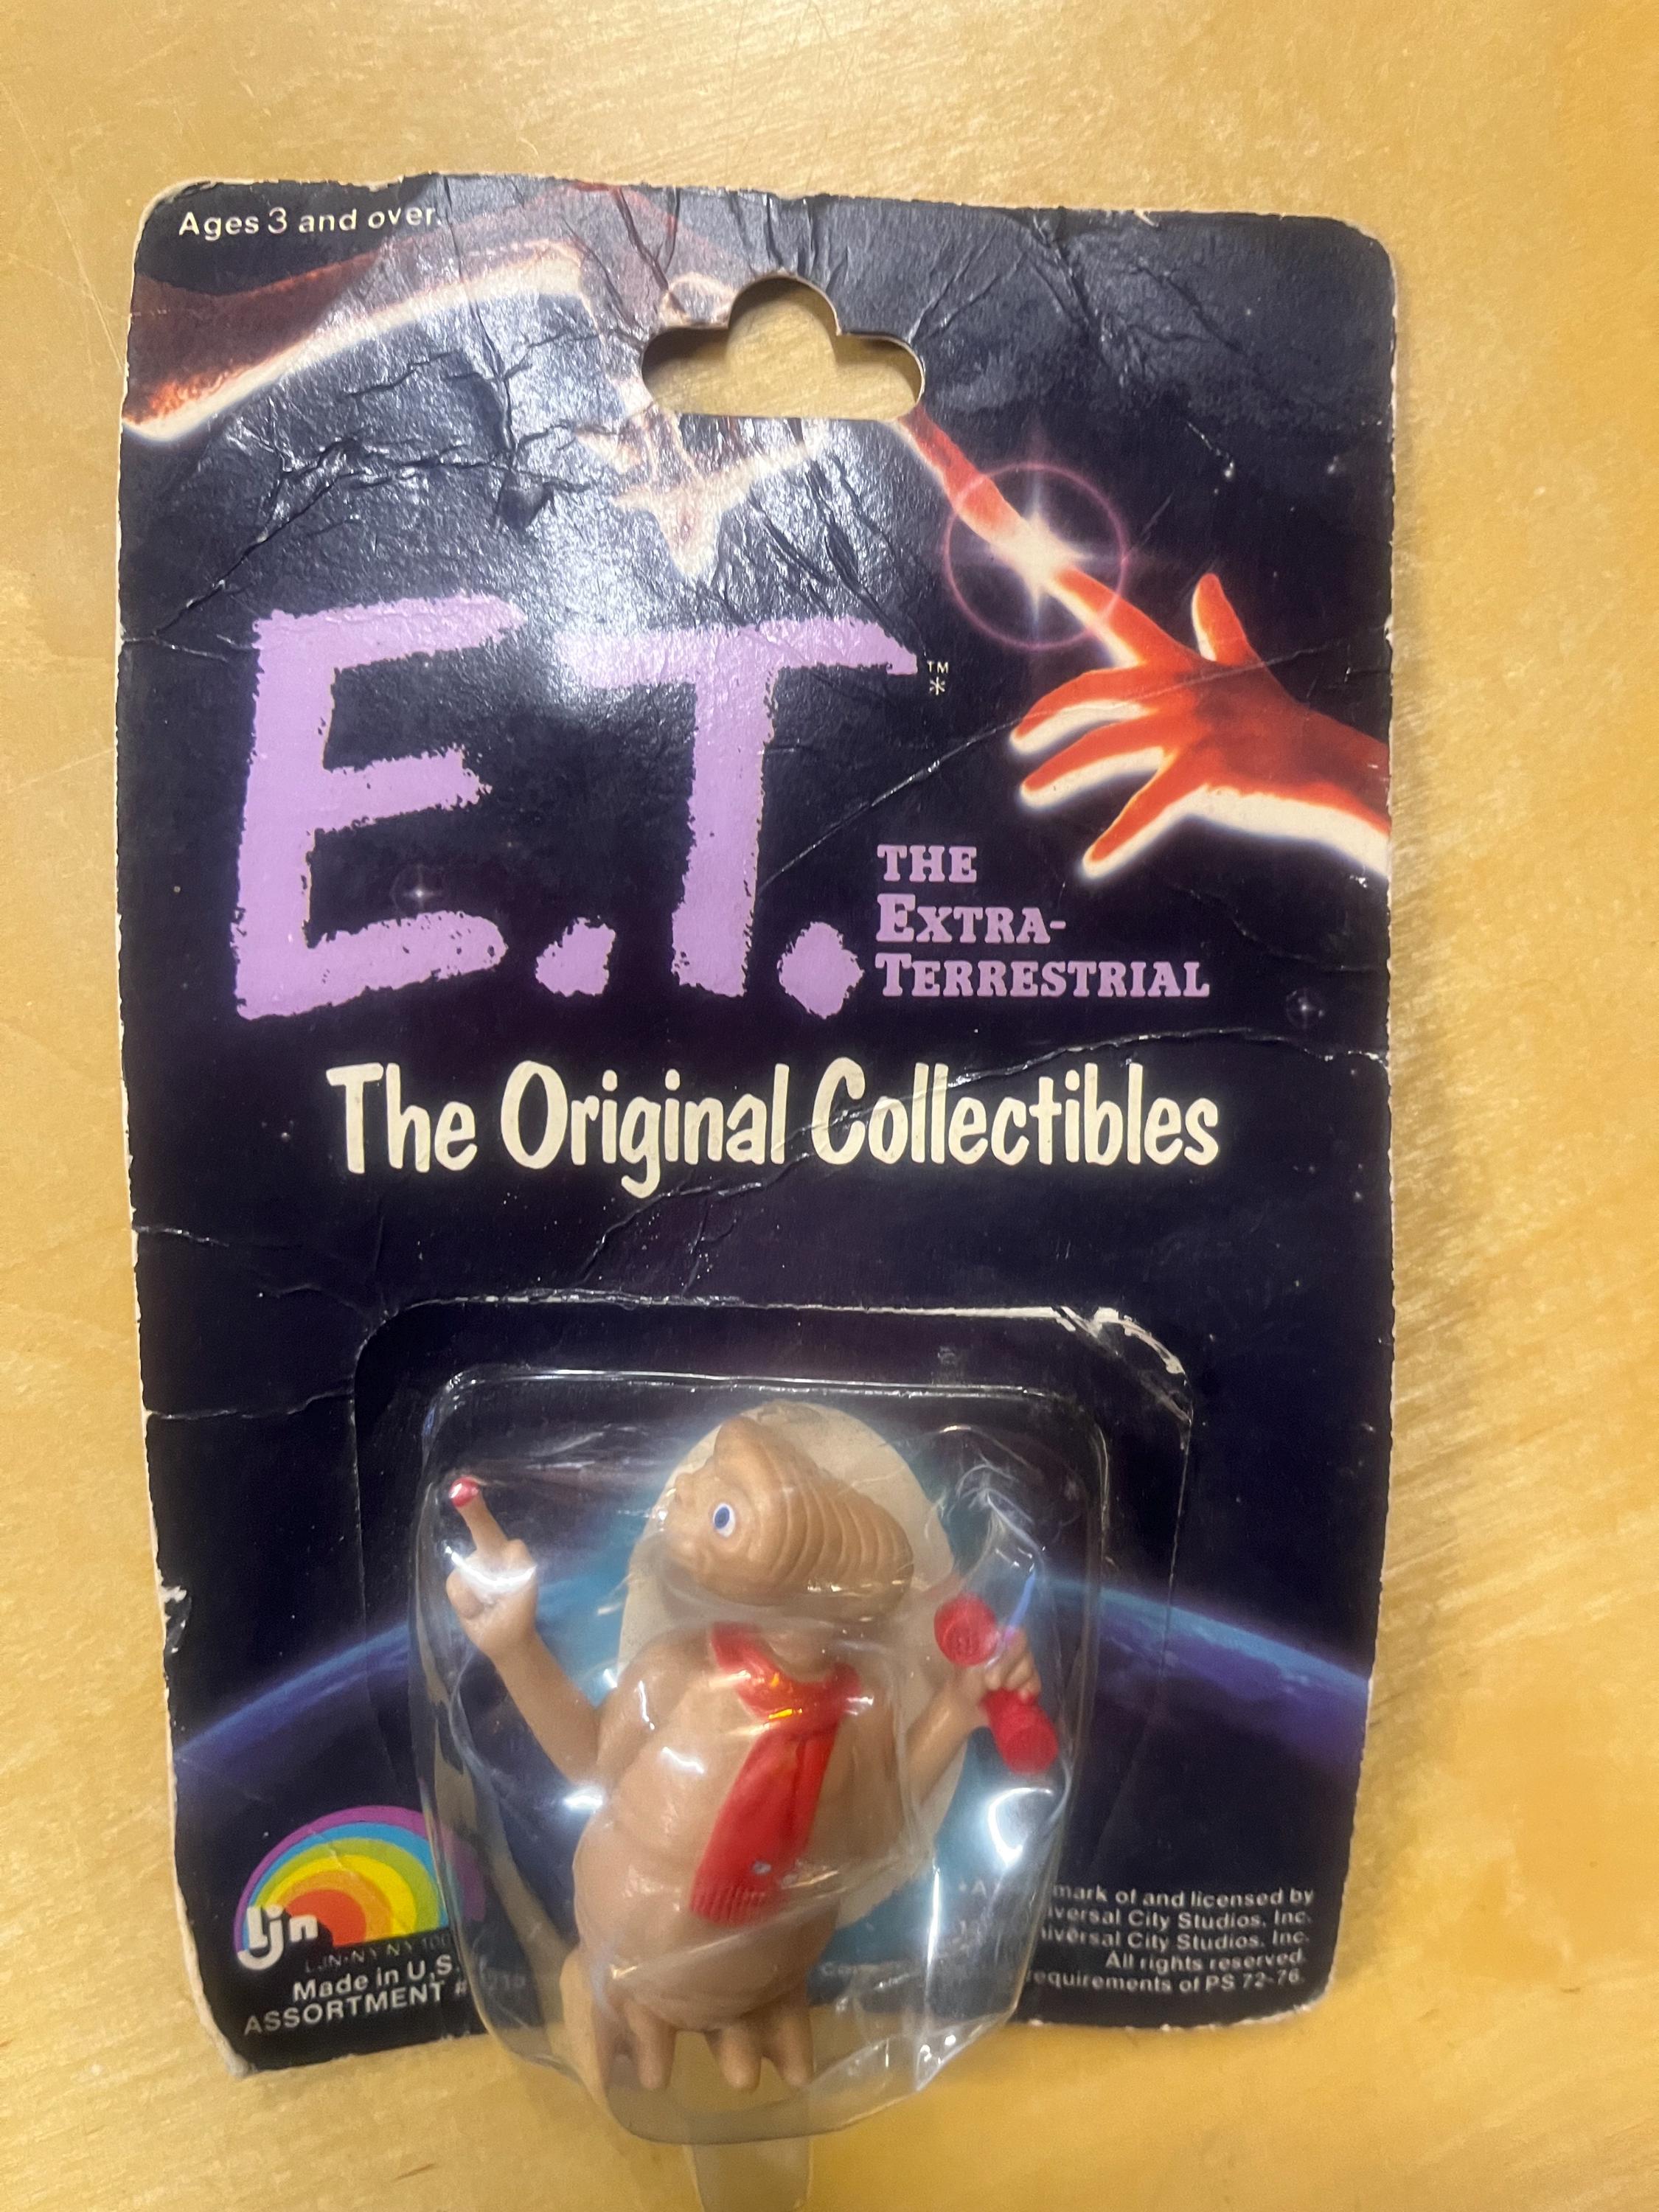 Ages 3 and over.
E.T.
™
*
THE
EXTRA-
TERRESTRIAL
The Original Collectibles
Ljn
Made in U.S.
ASSORTMENT #
mark of and licensed by
iversal City Studios, Inc.
iversal City Studios, Inc.
All rights reserved.
equirements of PS 72-76.